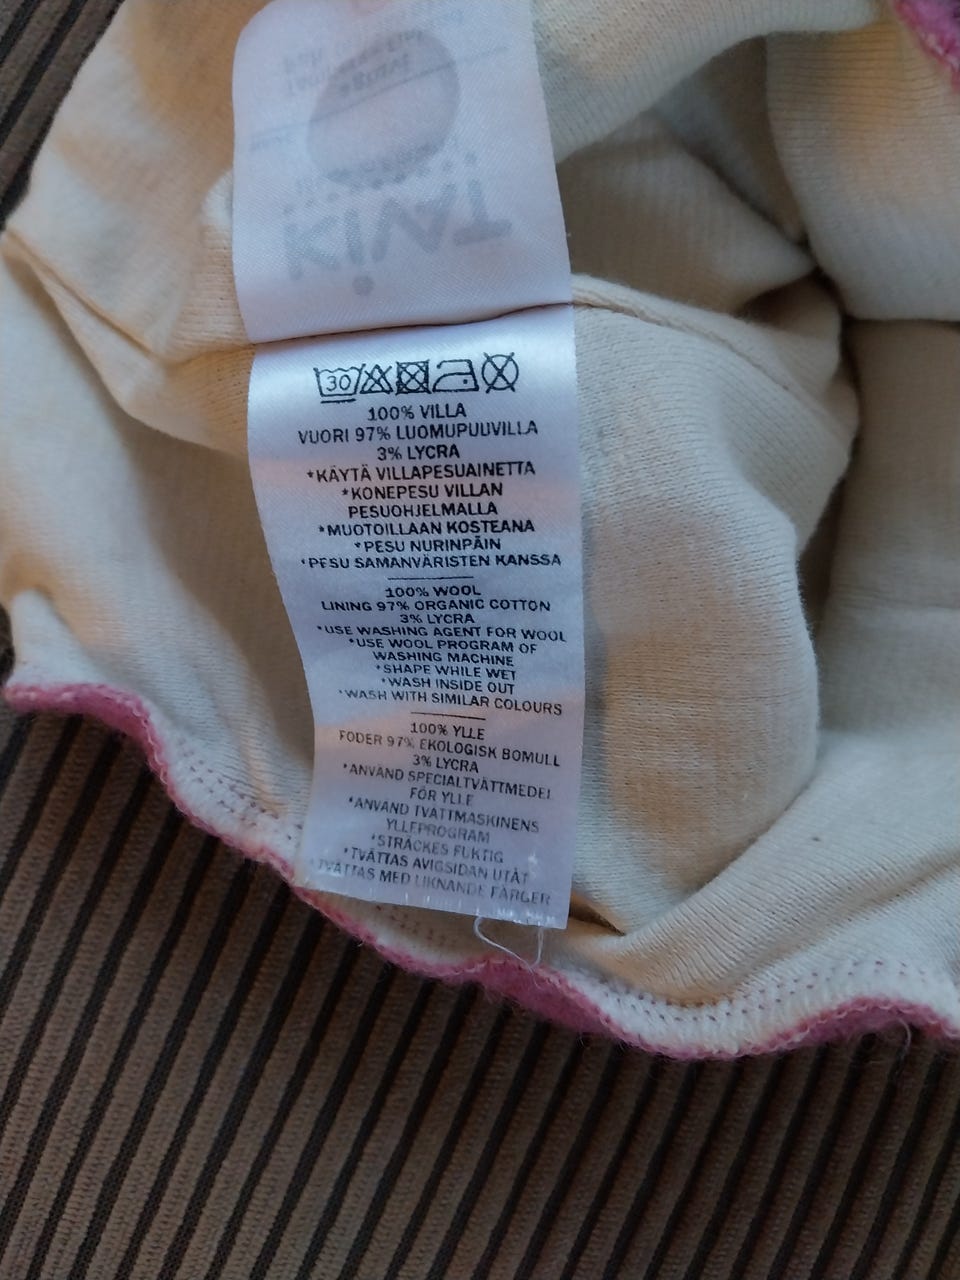 30
100% VILLA
VUORI 97% LUOMUPUUVILLA
3% LYCRA
*KÄYTÄ VILLAPESUAINETTA
*KONEPESU VILLAN
PESUOHJELMALLA
*MUOTOILLAAN KOSTEANA
*PESU NURINPÄIN
*PESU SAMANVÄRISTEN KANSSA
100% WOOL
LINING 97% ORGANIC COTTON
3% LYCRA
*USE WASHING AGENT FOR WOOL
*USE WOOL PROGRAM OF
WASHING MACHINE
*SHAPE WHILE WET
*WASH INSIDE OUT
*WASH WITH SIMILAR COLOURS
100% YLLE
FODER 97% EKOLOGISK BOMULL
3% LYCRA
*ANVÄND SPECIALTVÄTTMEDEL
FÖR YLLE
*ANVÄND TVÄTTMASKINENS
YLLEPROGRAM
*STRÄCKES FUKTIG
*TVÄTTAS AVIGSIDAN UTÅT
*TVÄTTAS MED LIKNANDE FÄRGER